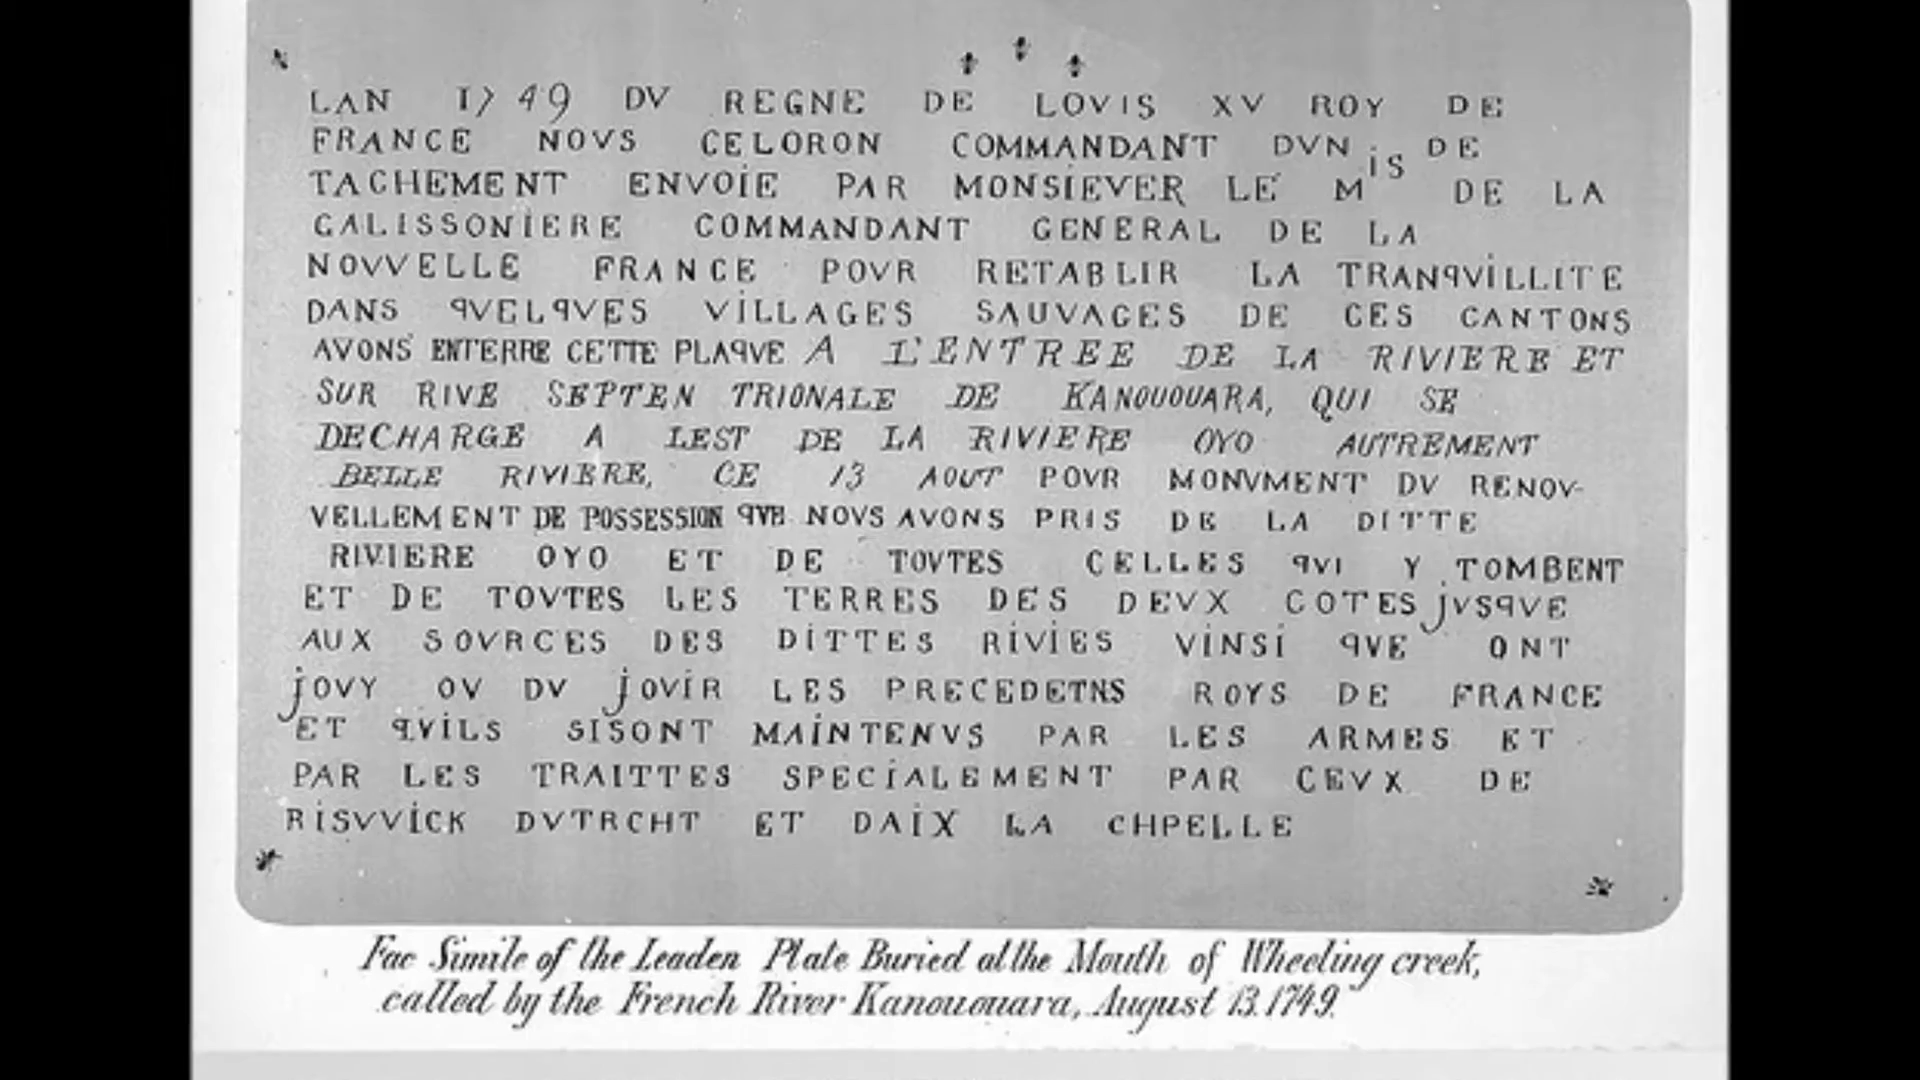 LAN 1749 DV REGNE DE LOVIS XV ROY DE
FRANCE NOVS CELORON COMMANDANT DVN DE
TACHEMENT ENVOIE PAR MONSIEVER LE Mis DE LA
GALISSONIERE COMMANDANT GENERAL DE LA
NOVVELLE FRANCE POVR RETABLIR LA TRANqVILLITE
DANS qVELqVES VILLAGES SAUVAGES DE CES CANTONS
AVONS ENTERRE CETTE PLAqVE A L'ENTREE DE LA RIVIERE ET
SUR RIVE SEPTEN TRIONALE DE KANOUOUARA, QUI SE
DECHARGE A LEST DE LA RIVIERE OYO AUTREMENT
BELLE RIVIERE, CE 13 AOUT POVR MONVMENT DV RENOV-
VELLEMENT DE POSSESSION qVE NOVS AVONS PRIS DE LA DITTE
RIVIERE OYO ET DE TOVTES CELLES qVI Y TOMBENT
ET DE TOVTES LES TERRES DES DEVX COTES jVSqVE
AUX SOVRCES DES DITTES RIVIES VINSI qVE ONT
jOVY OV DV jOVIR LES PRECEDETNS ROYS DE FRANCE
ET qVILS SISONT MAINTENVS PAR LES ARMES ET
PAR LES TRAITTES SPECIALEMENT PAR CEVX DE
RISVVICK DVTRCHT ET DAIX LA CHPELLE
Fac Simile of the Leaden Plate Buried at the Mouth of Wheeling creek,
called by the French River Kanououara, August 13. 1749.